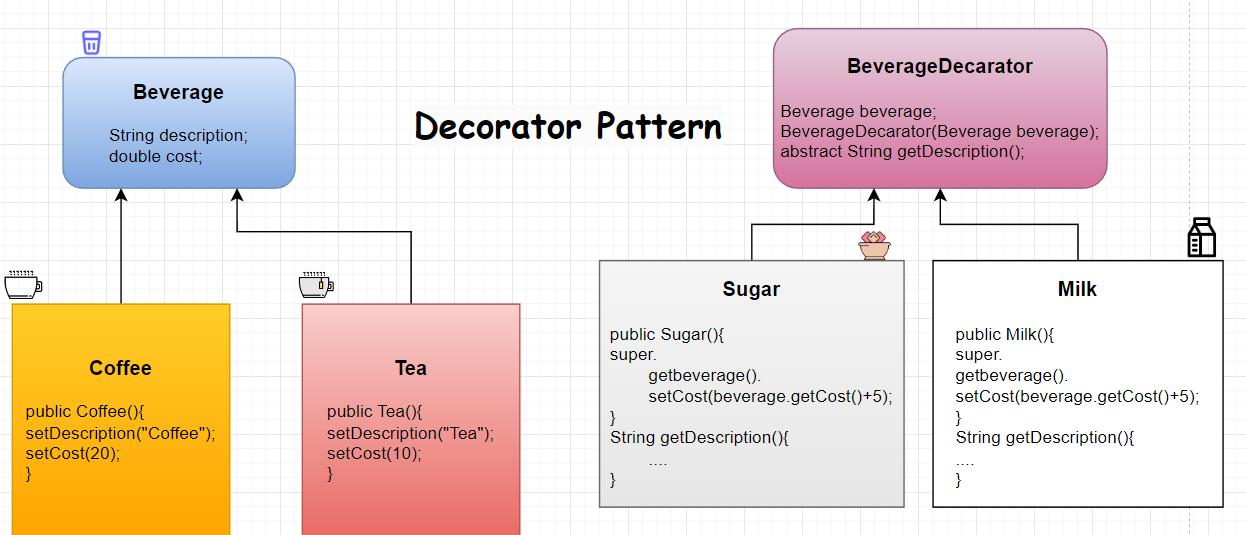 Beverage
String description;
double cost;
Decorator Pattern
BeverageDecarator
Beverage beverage;
BeverageDecarator(Beverage beverage);
abstract String getDescription();
Coffee
public Coffee(){
setDescription("Coffee");
setCost(20);
}
Tea
public Tea(){
setDescription("Tea");
setCost(10);
}
Sugar
public Sugar(){
super.
getbeverage().
setCost(beverage.getCost()+5);
}
String getDescription(){
....
}
Milk
public Milk(){
super.
getbeverage().
setCost(beverage.getCost()+5);
}
String getDescription(){
....
}